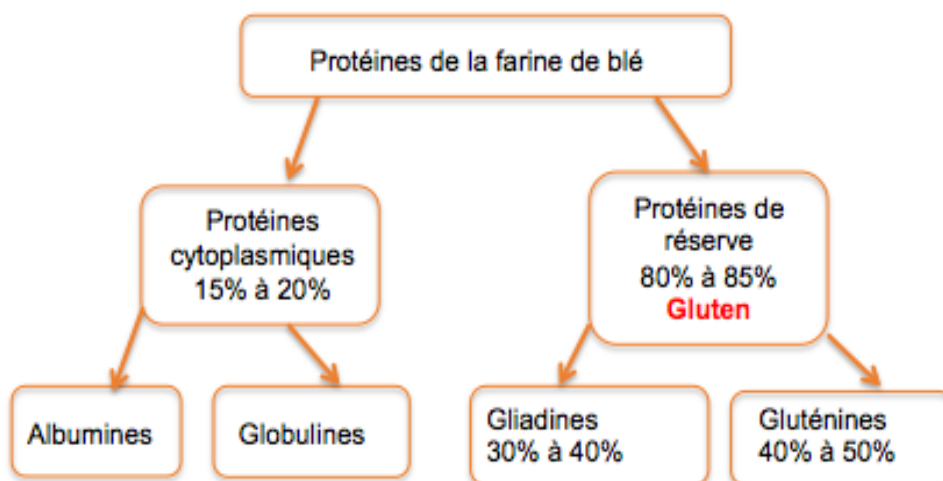 Protéines de la farine de blé
Protéines
cytoplasmiques
15% à 20%
Protéines de
réserve
80% à 85%
Gluten
Albumines
Globulines
Gliadines
30% à 40%
Gluténines
40% à 50%